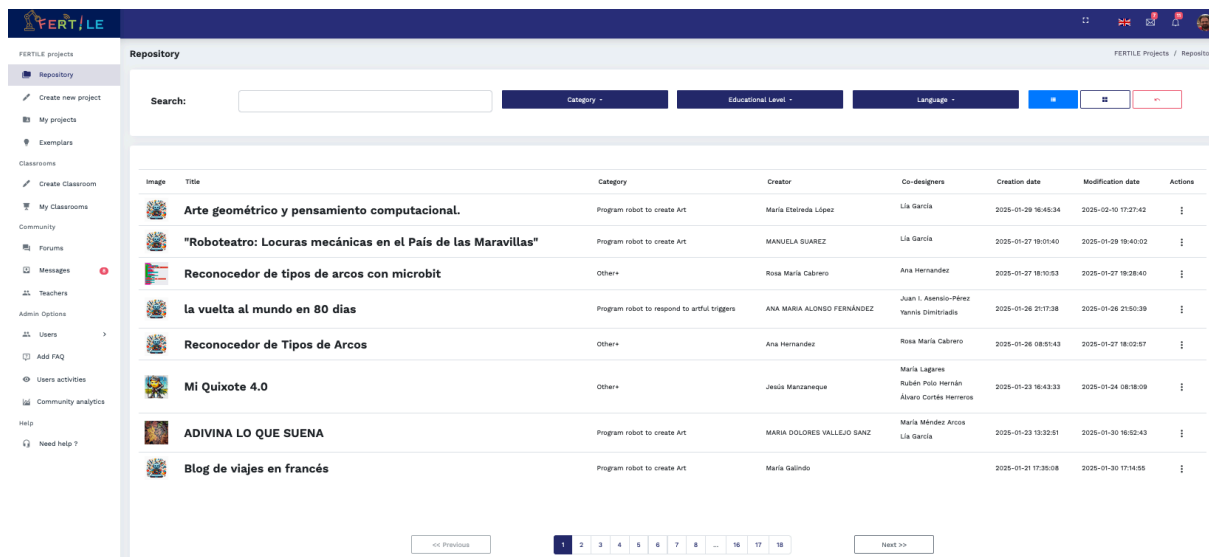 FERTILE
7 11
FERTILE projects
Repository
Create new project
My projects
Exemplars
Classrooms
Create Classroom
My Classrooms
Community
Forums
Messages 8
Teachers
Admin Options
Users >
Add FAQ
Users activities
Community analytics
Help
Need help ?
Repository
FERTILE Projects / Reposito
Search:
Category
Educational Level
Language
Image Title Category Creator Co-designers Creation date Modification date Actions
Arte geométrico y pensamiento computacional. Program robot to create Art María Etelreda López Lía García 2025-01-29 16:45:34 2025-02-10 17:27:42
"Roboteatro: Locuras mecánicas en el País de las Maravillas" Program robot to create Art MANUELA SUAREZ Lía García 2025-01-27 19:01:40 2025-01-29 19:40:02
Reconocedor de tipos de arcos con microbit Other+ Rosa María Cabrero Ana Hernandez 2025-01-27 18:10:53 2025-01-27 19:28:40
la vuelta al mundo en 80 dias Program robot to respond to artful triggers ANA MARIA ALONSO FERNÁNDEZ Juan I. Asensio-Pérez
Yannis Dimitriadis 2025-01-26 21:17:38 2025-01-26 21:50:39
Reconocedor de Tipos de Arcos Other+ Ana Hernandez Rosa María Cabrero 2025-01-26 08:51:43 2025-01-27 18:02:57
María Lagares
Mi Quixote 4.0 Other+ Jesús Manzaneque Rubén Polo Hernán 2025-01-23 16:43:33 2025-01-24 08:18:09
Álvaro Cortés Herreros
María Méndez Arcos
ADIVINA LO QUE SUENA Program robot to create Art MARIA DOLORES VALLEJO SANZ Lía García 2025-01-23 13:32:51 2025-01-30 16:52:43
Blog de viajes en francés Program robot to create Art María Galindo 2025-01-21 17:35:08 2025-01-30 17:14:55
<< Previous 1 2 3 4 5 6 7 8 ... 16 17 18 Next >>